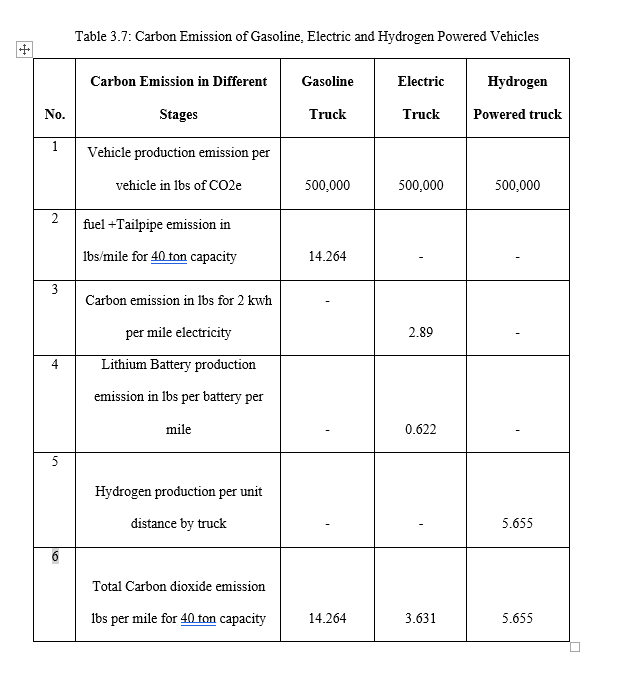 Table 3.7: Carbon Emission of Gasoline, Electric and Hydrogen Powered Vehicles
No.
Carbon Emission in Different
Stages
Gasoline
Truck
Electric
Truck
Hydrogen
Powered truck
1
Vehicle production emission per
vehicle in lbs of CO2e
500,000
500,000
500,000
2
fuel +Tailpipe emission in
lbs/mile for 40 ton capacity
14.264
-
-
3
Carbon emission in lbs for 2 kwh
per mile electricity
-
2.89
-
4
Lithium Battery production
emission in lbs per battery per
mile
-
0.622
-
5
Hydrogen production per unit
distance by truck
-
-
5.655
6
Total Carbon dioxide emission
lbs per mile for 40 ton capacity
14.264
3.631
5.655